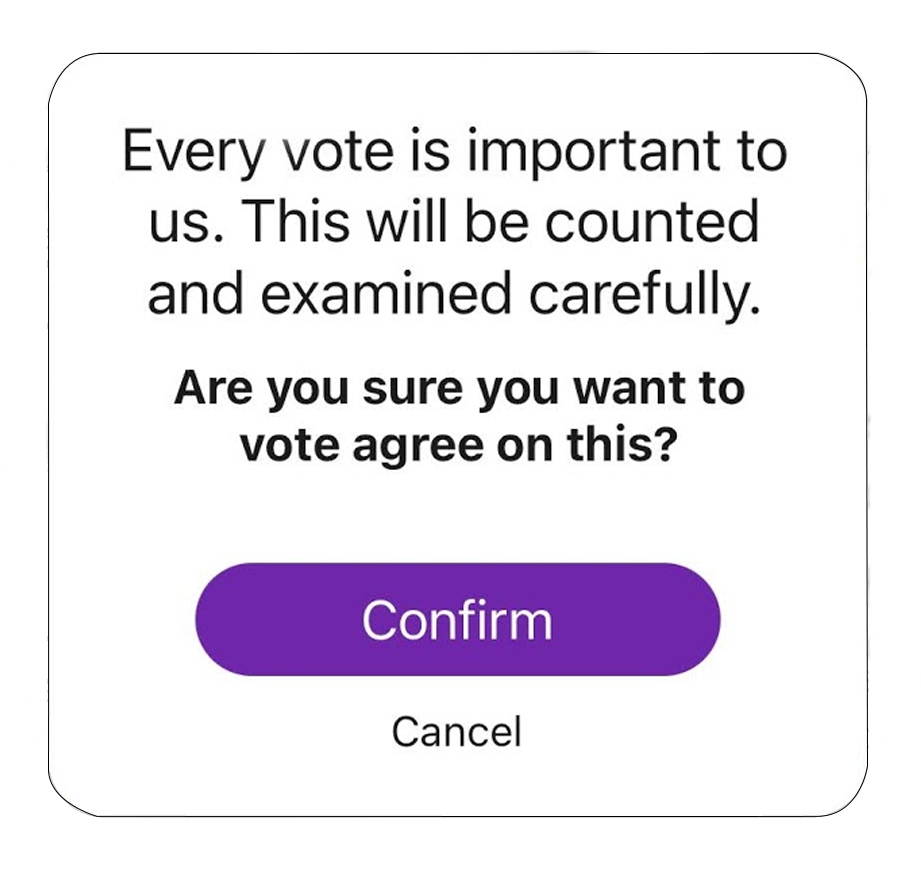 Every vote is important to
us. This will be counted
and examined carefully.
Are you sure you want to
vote agree on this?
Confirm
Cancel